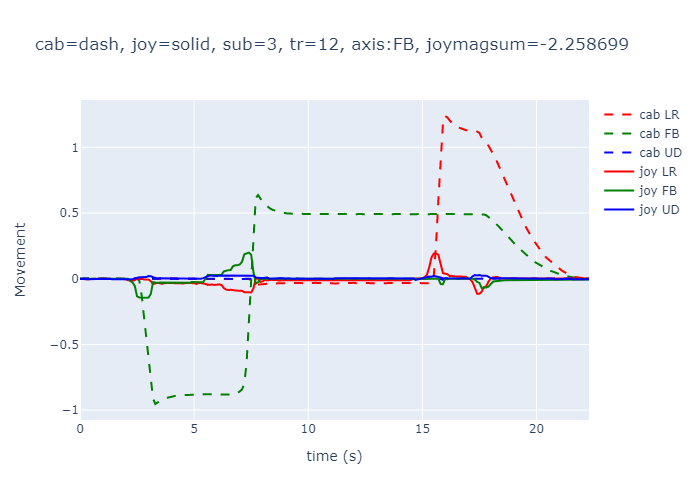 cab=dash, joy=solid, sub=3, tr=12, axis:FB, joymagsum=-2.258699
cab LR
cab FB
cab UD
joy LR
joy FB
joy UD
Movement
1
0.5
0
−0.5
−1
0
5
10
15
20
time (s)